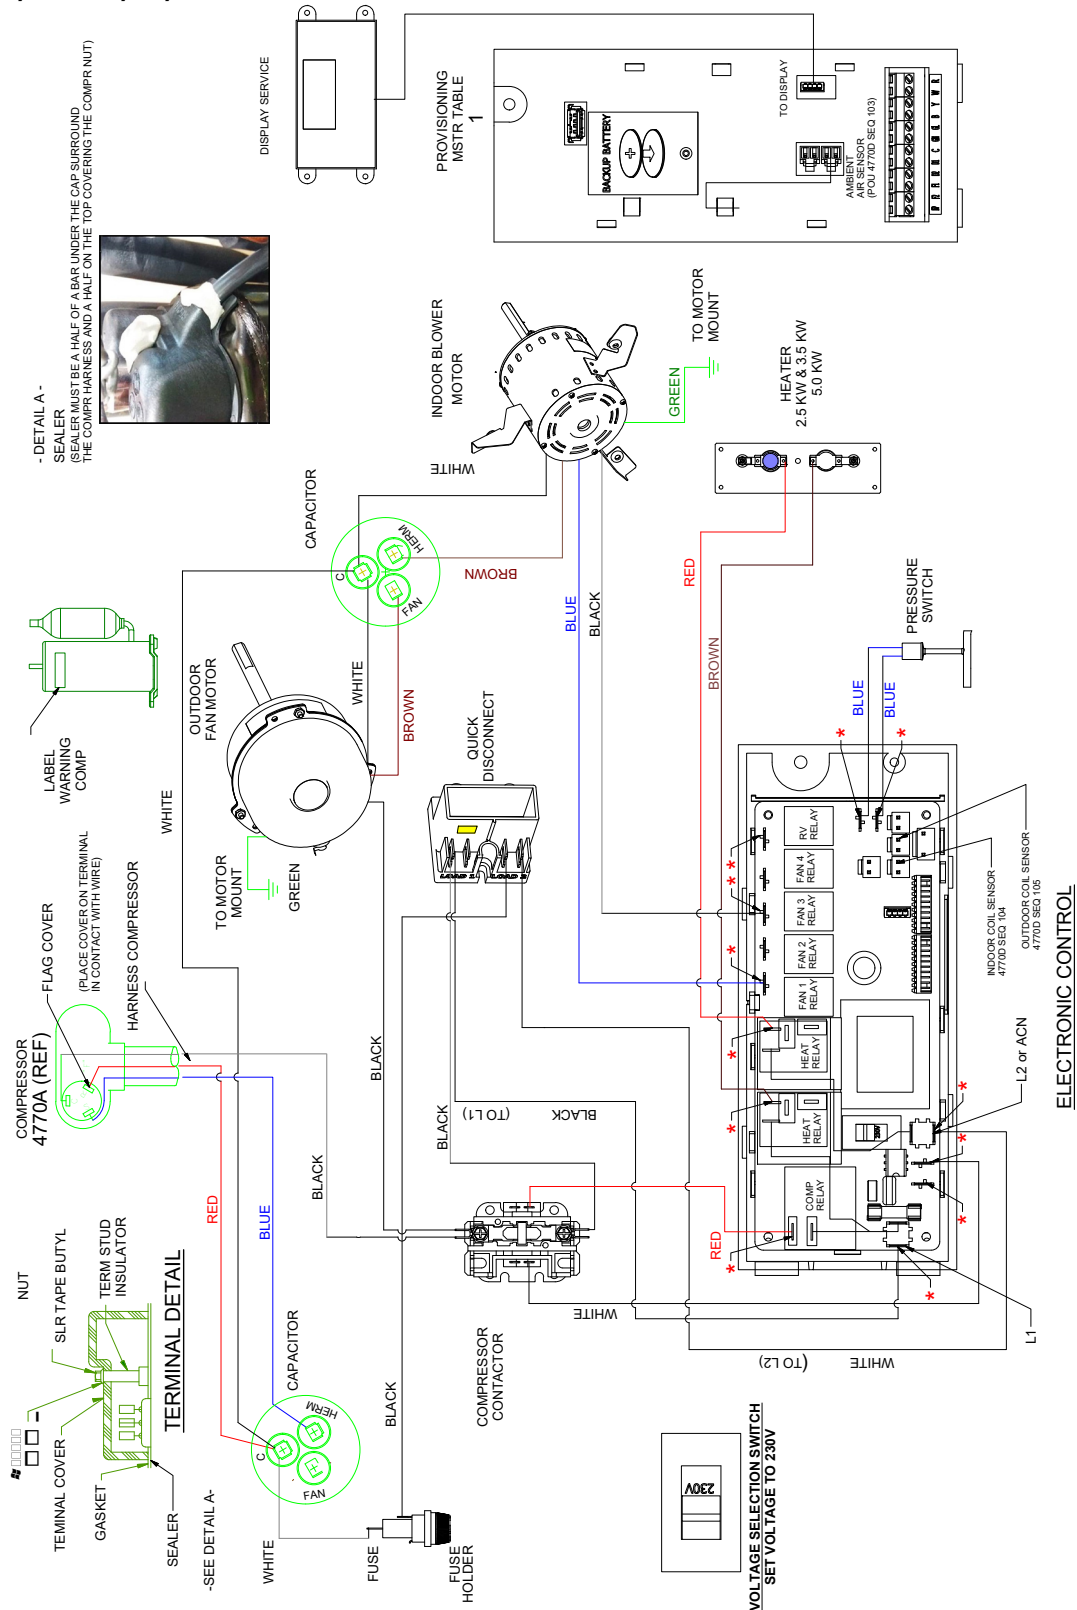 - DETAIL A -
SEALER
(SEALER MUST BE A HALF OF A BAR UNDER THE CAP SURROUND
THE COMPR HARNESS AND A HALF ON THE TOP COVERING THE COMPR NUT)
DISPLAY SERVICE
PROVISIONING
MSTR TABLE
1
BACKUP BATTERY
TO DISPLAY
AMBIENT
AIR SENSOR
(POU 4770D SEQ 103)
LABEL
WARNING
COMP
OUTDOOR
FAN MOTOR
CAPACITOR
C
HERM
FAN
WHITE
INDOOR BLOWER
MOTOR
GREEN
TO MOTOR
MOUNT
HEATER
2.5 KW & 3.5 KW
5.0 KW
WHITE
WHITE
BROWN
BROWN
BLUE
BLACK
RED
BROWN
PRESSURE
SWITCH
BLUE
BLUE
TO MOTOR
MOUNT
GREEN
QUICK
DISCONNECT
LOAD 1
LOAD 2
COMPRESSOR
4770A (REF)
FLAG COVER
(PLACE COVER ON TERMINAL
IN CONTACT WITH WIRE)
HARNESS COMPRESSOR
RED
BLUE
BLACK
BLACK
BLACK
BLACK
(TO L1)
BLACK
COMPRESSOR
CONTACTOR
RED
WHITE
WHITE
(TO L2)
RV
RELAY
FAN 4
RELAY
FAN 3
RELAY
FAN 2
RELAY
FAN 1
RELAY
HEAT
RELAY
HEAT
RELAY
COMP
RELAY
230V
INDOOR COIL SENSOR
4770D SEQ 104
OUTDOOR COIL SENSOR
4770D SEQ 105
L2 or ACN
L1
ELECTRONIC CONTROL
NUT
SLR TAPE BUTYL
TERM STUD
INSULATOR
TEMINAL COVER
GASKET
SEALER
-SEE DETAIL A-
TERMINAL DETAIL
CAPACITOR
C
HERM
FAN
WHITE
FUSE
FUSE
HOLDER
230V
VOLTAGE SELECTION SWITCH
SET VOLTAGE TO 230V